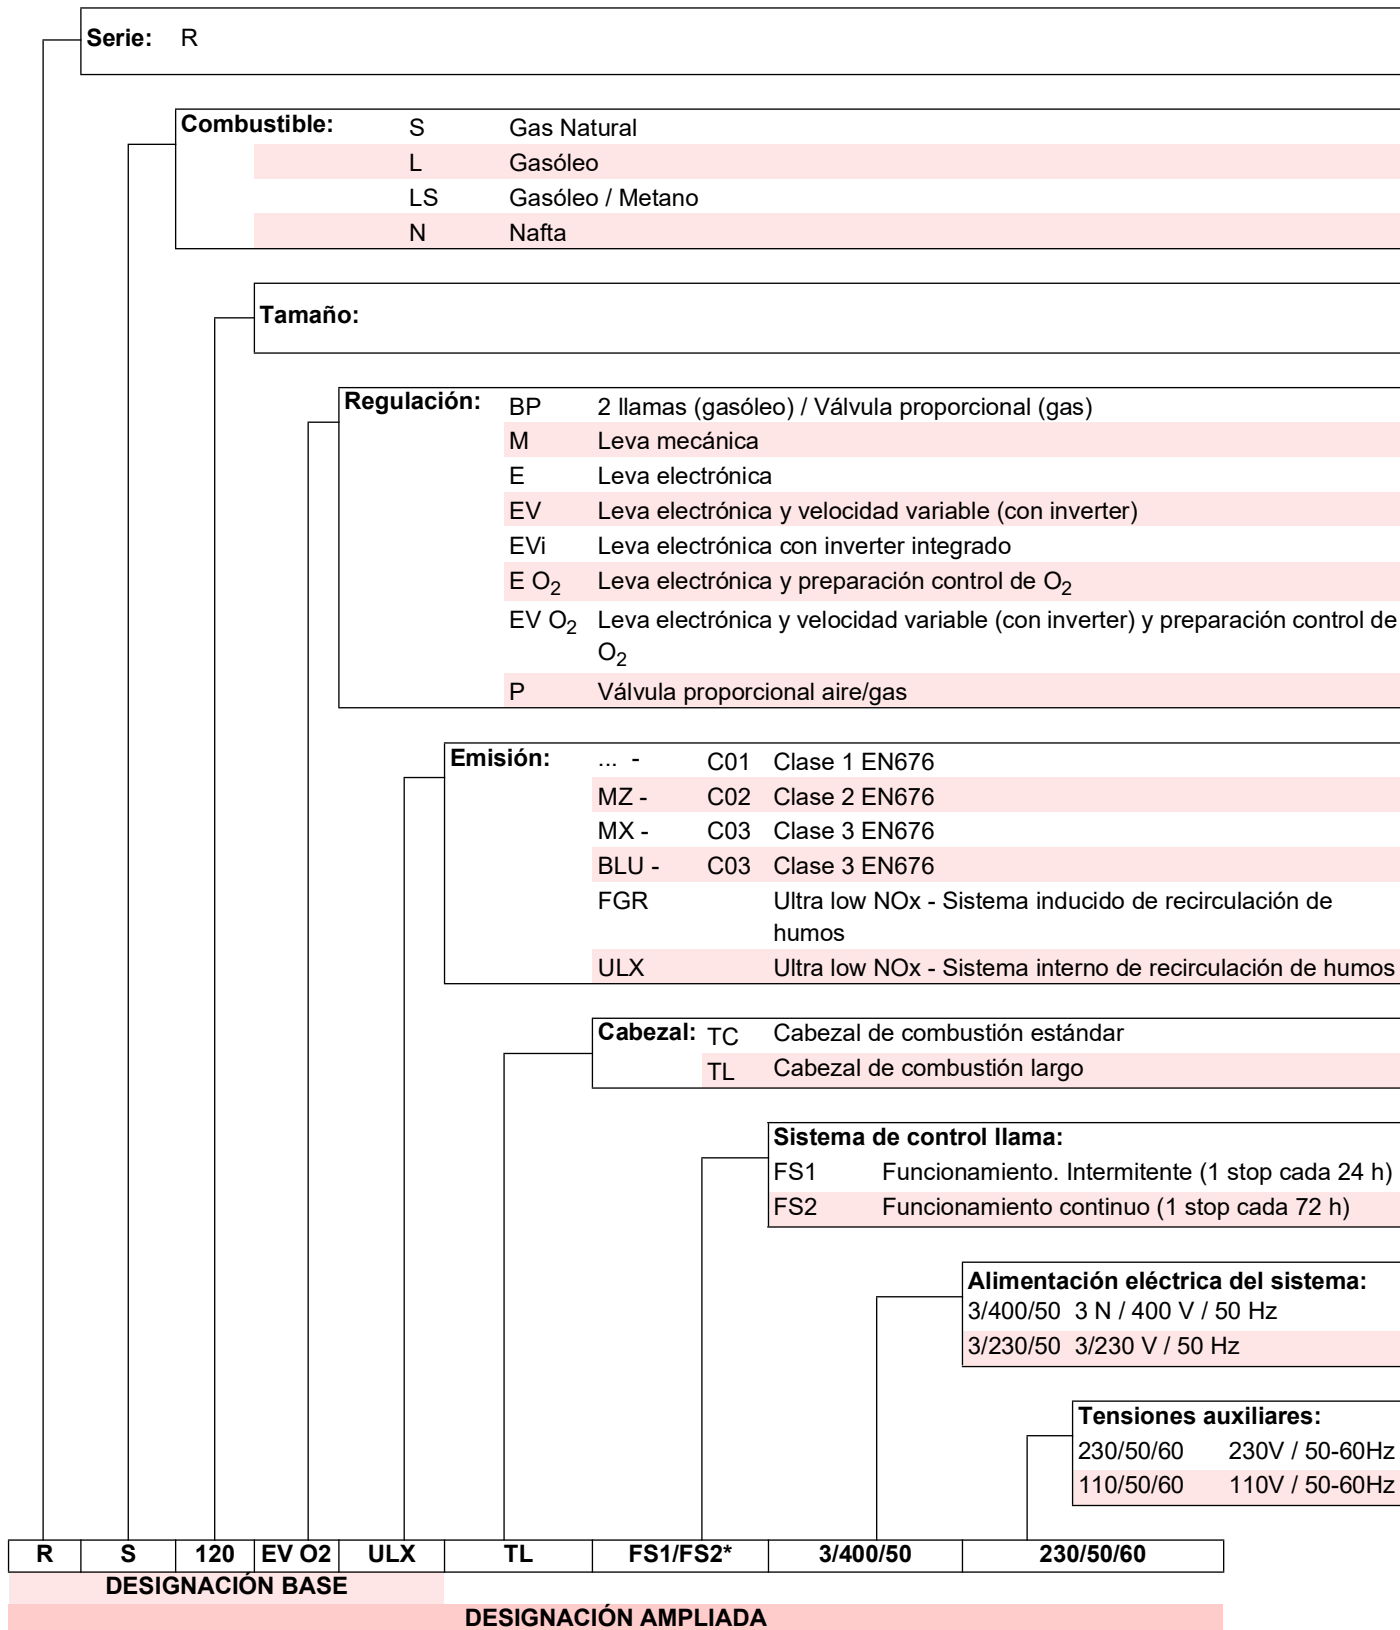 Serie: R
Combustible: S Gas Natural
L Gasóleo
LS Gasóleo / Metano
N Nafta
Tamaño:
Regulación: BP 2 llamas (gasóleo) / Válvula proporcional (gas)
M Leva mecánica
E Leva electrónica
EV Leva electrónica y velocidad variable (con inverter)
EVi Leva electrónica con inverter integrado
E O2 Leva electrónica y preparación control de O2
EV O2 Leva electrónica y velocidad variable (con inverter) y preparación control de
O2
P Válvula proporcional aire/gas
Emisión: ... - C01 Clase 1 EN676
MZ - C02 Clase 2 EN676
MX - C03 Clase 3 EN676
BLU - C03 Clase 3 EN676
FGR Ultra low NOx - Sistema inducido de recirculación de
humos
ULX Ultra low NOx - Sistema interno de recirculación de humos
Cabezal: TC Cabezal de combustión estándar
TL Cabezal de combustión largo
Sistema de control llama:
FS1 Funcionamiento. Intermitente (1 stop cada 24 h)
FS2 Funcionamiento continuo (1 stop cada 72 h)
Alimentación eléctrica del sistema:
3/400/50 3 N / 400 V / 50 Hz
3/230/50 3/230 V / 50 Hz
Tensiones auxiliares:
230/50/60 230V / 50-60Hz
110/50/60 110V / 50-60Hz
R S 120 EV O2 ULX TL FS1/FS2* 3/400/50 230/50/60
DESIGNACIÓN BASE
DESIGNACIÓN AMPLIADA